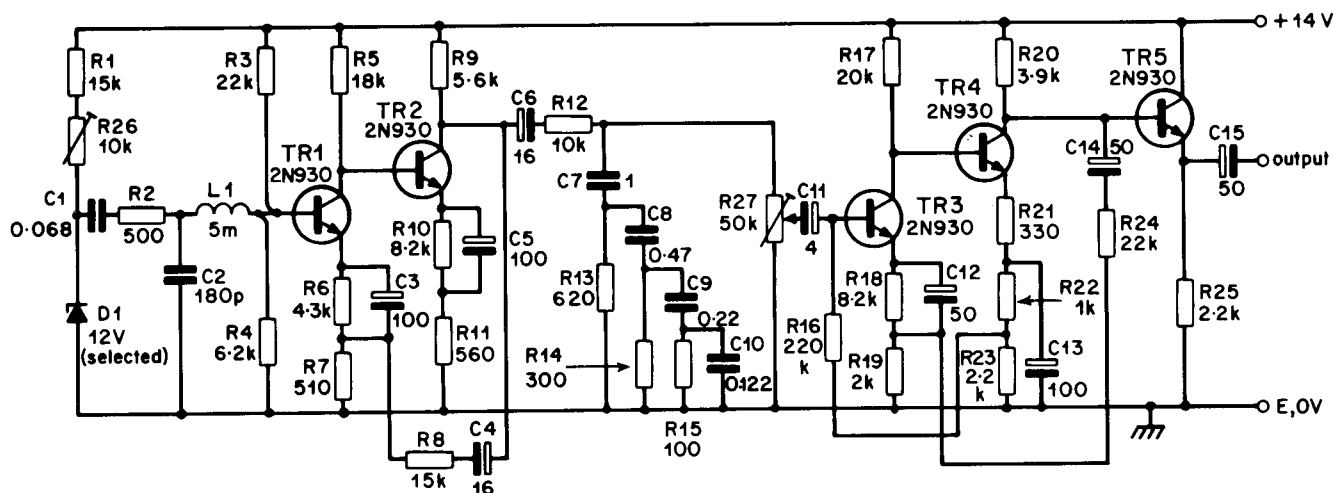 +14V
R1
15k
R26
10k
C1
0·068
R2
500
L1
5m
C2
180p
D1
12V
(selected)
R3
22k
R4
6·2k
TR1
2N930
R5
18k
R6
4·3k
R7
510
C3
100
TR2
2N930
R9
5·6k
R10
8·2k
C5
100
R11
560
R8
15k
C4
16
C6
16
R12
10k
C7
1
C8
0·47
R13
620
C9
0·22
R14
300
C10
0·122
R15
100
R27
50k
C11
4
R16
220
k
R17
20k
TR3
2N930
R18
8·2k
R19
2k
C12
50
TR4
2N930
R20
3·9k
R21
330
R22
1k
R23
2·2
k
C13
100
C14
50
R24
22k
TR5
2N930
C15
50
output
R25
2·2k
E,0V